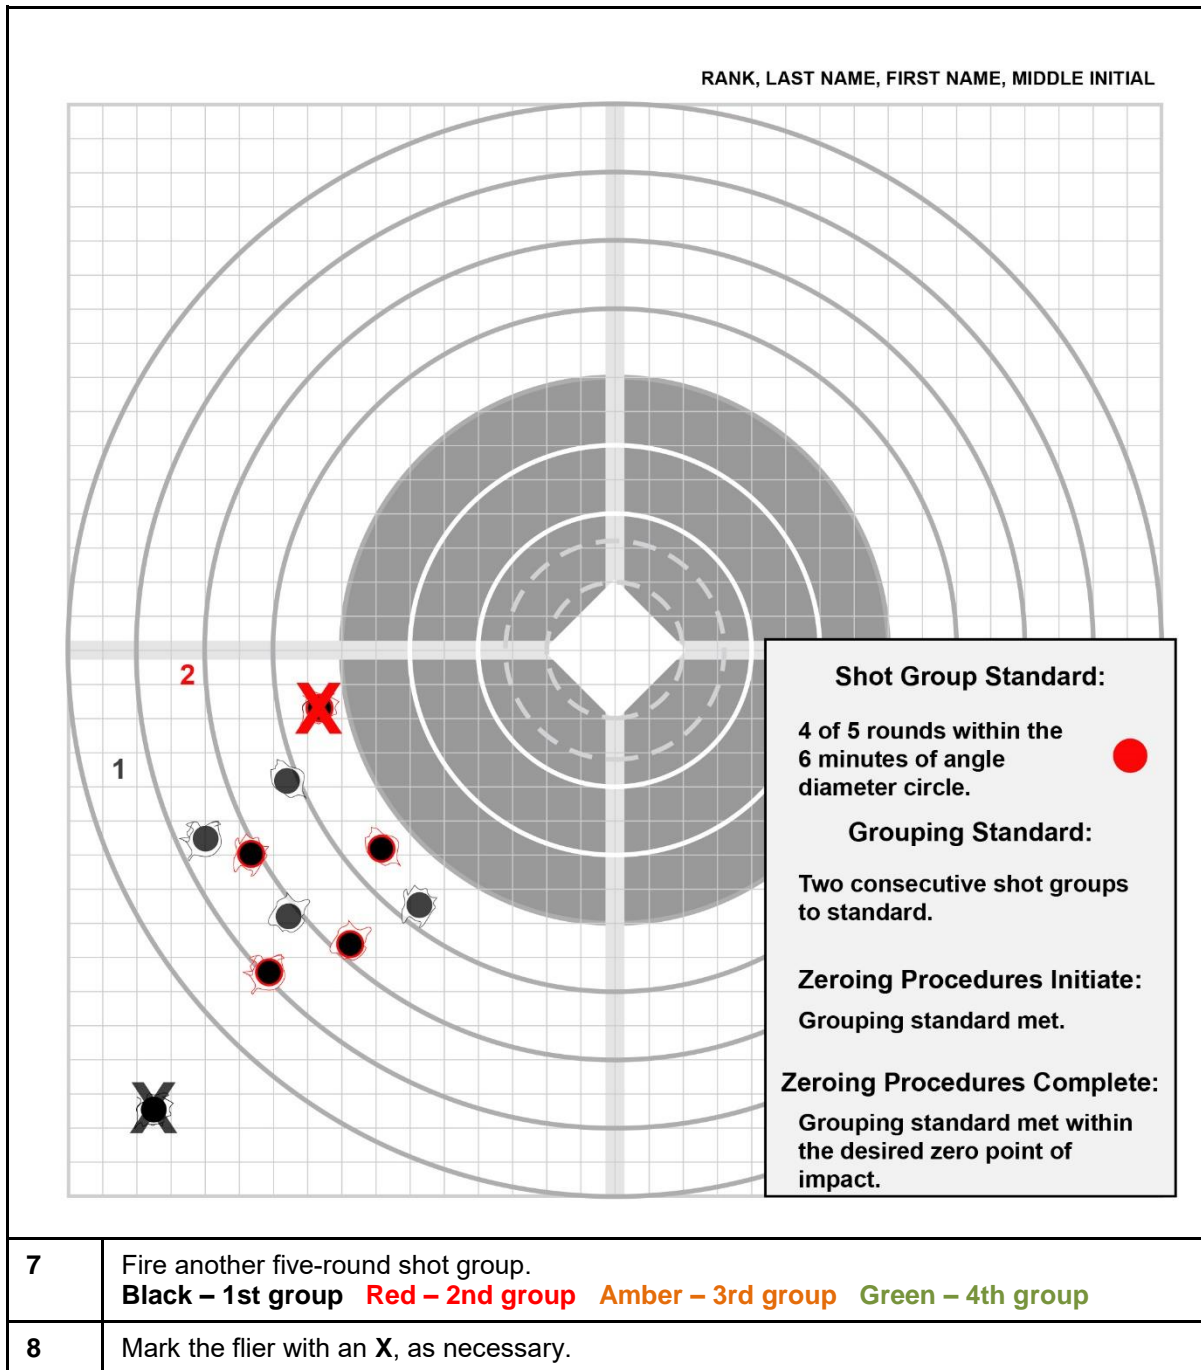 RANK, LAST NAME, FIRST NAME, MIDDLE INITIAL
2
X
1
X
Shot Group Standard:
4 of 5 rounds within the
6 minutes of angle
diameter circle.
Grouping Standard:
Two consecutive shot groups
to standard.
Zeroing Procedures Initiate:
Grouping standard met.
Zeroing Procedures Complete:
Grouping standard met within
the desired zero point of
impact.
7 Fire another five-round shot group.
Black – 1st group Red – 2nd group Amber – 3rd group Green – 4th group
8 Mark the flier with an X, as necessary.